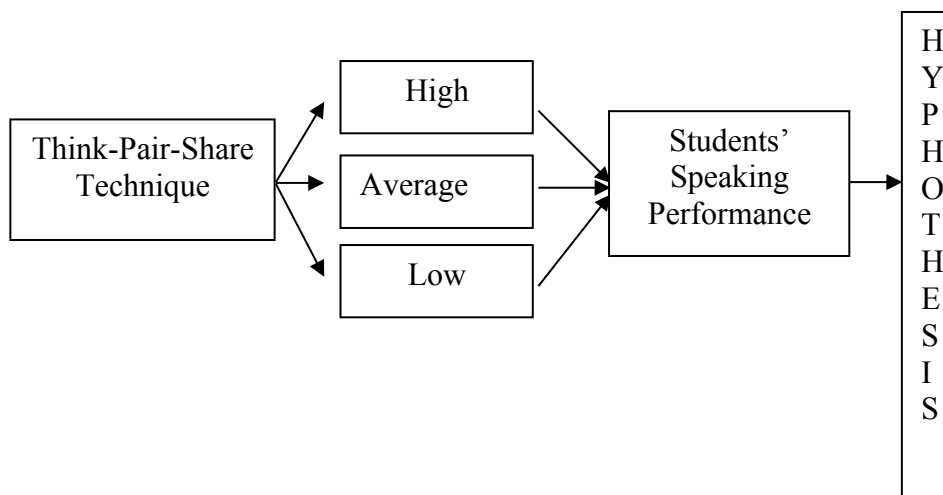 Think-Pair-Share
Technique
High
Average
Low
Students’
Speaking
Performance
H
Y
P
H
O
T
H
E
S
I
S